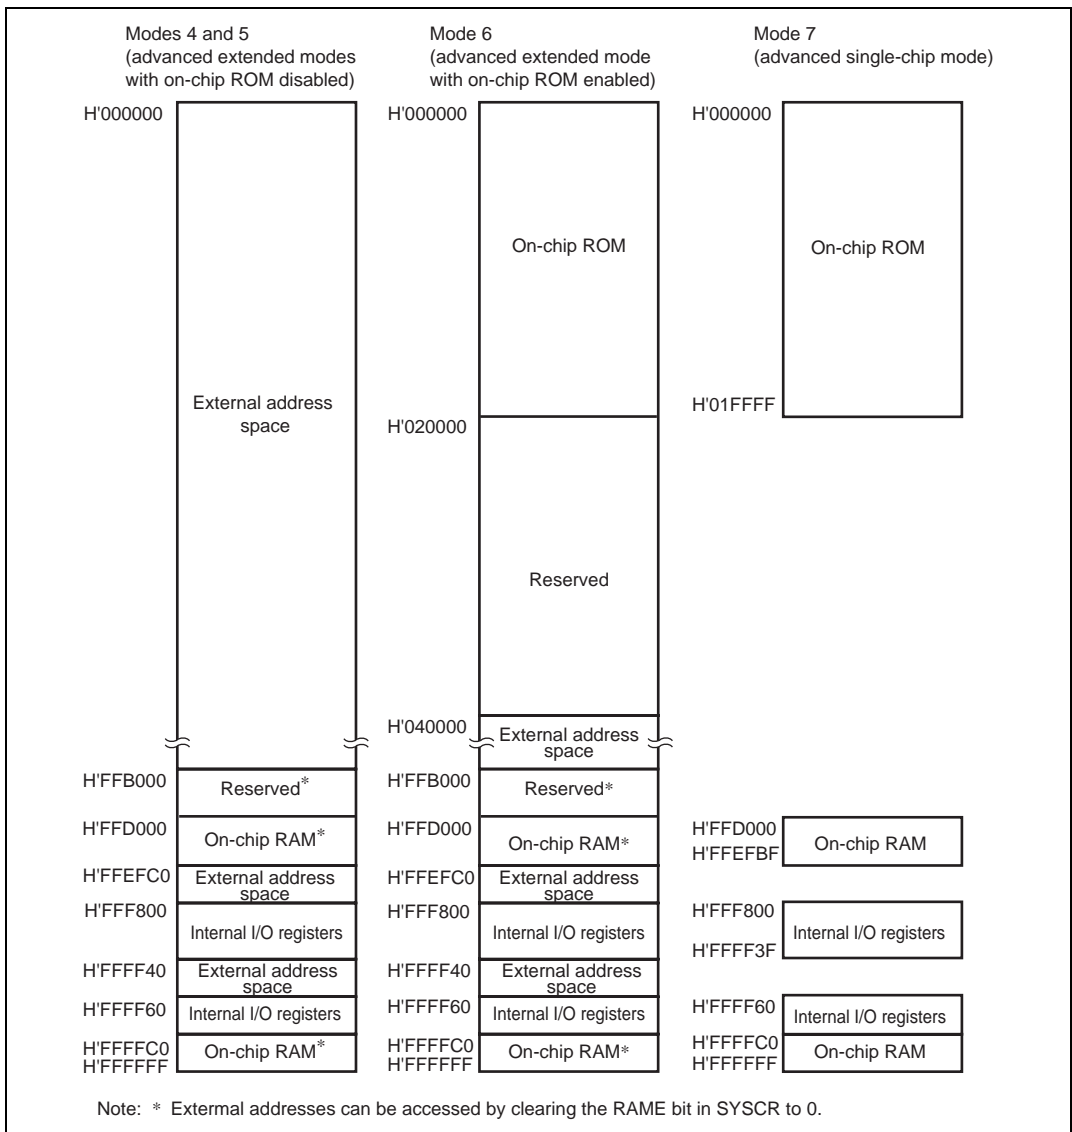 Modes 4 and 5
(advanced extended modes
with on-chip ROM disabled)
H'000000
External address
space
H'FFB000
Reserved*
H'FFD000
On-chip RAM*
H'FFEFC0
External address
space
H'FFF800
Internal I/O registers
H'FFFF40
External address
space
H'FFFF60
Internal I/O registers
H'FFFFC0
On-chip RAM*
H'FFFFFF
Mode 6
(advanced extended mode
with on-chip ROM enabled)
H'000000
On-chip ROM
H'020000
Reserved
H'040000
External address
space
H'FFB000
Reserved*
H'FFD000
On-chip RAM*
H'FFEFC0
External address
space
H'FFF800
Internal I/O registers
H'FFFF40
External address
space
H'FFFF60
Internal I/O registers
H'FFFFC0
On-chip RAM*
H'FFFFFF
Mode 7
(advanced single-chip mode)
H'000000
On-chip ROM
H'01FFFF
H'FFD000
On-chip RAM
H'FFEFBF
H'FFF800
Internal I/O registers
H'FFFF3F
H'FFFF60
Internal I/O registers
H'FFFFC0
On-chip RAM
H'FFFFFF
Note: * Extermal addresses can be accessed by clearing the RAME bit in SYSCR to 0.